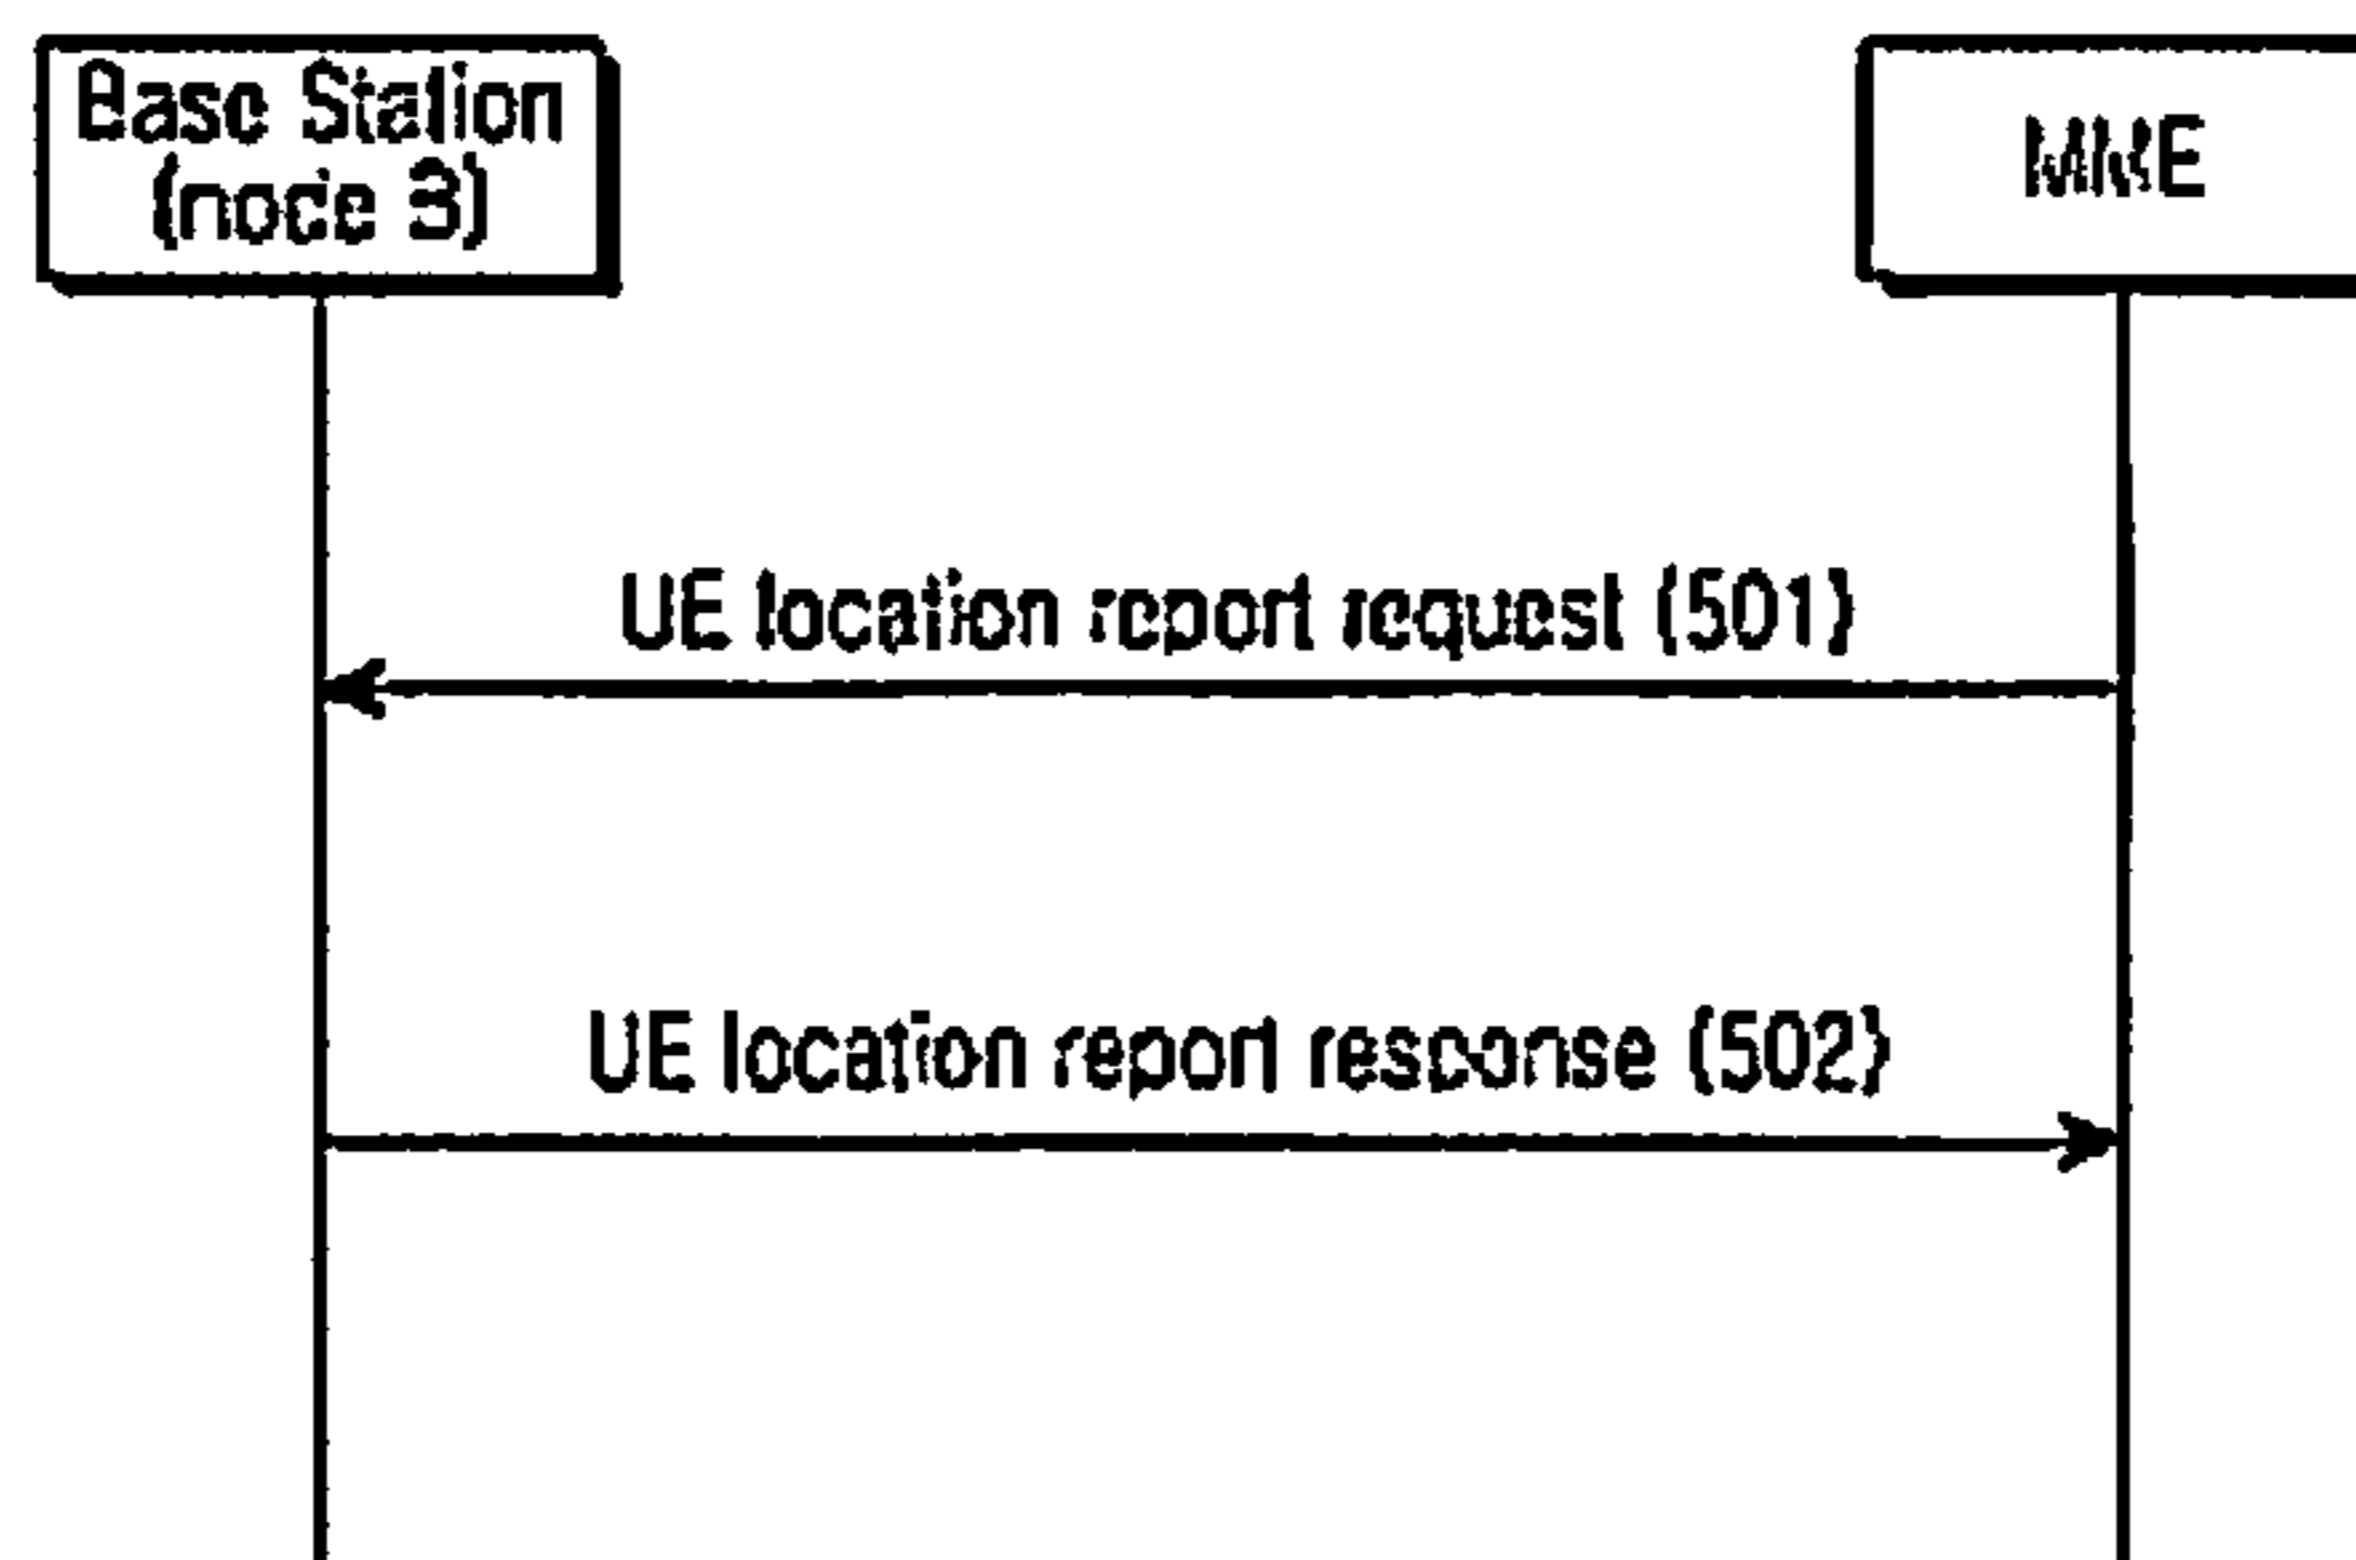 Base Station
(node 3)
MME
UE location report request (501)
UE location report response (502)